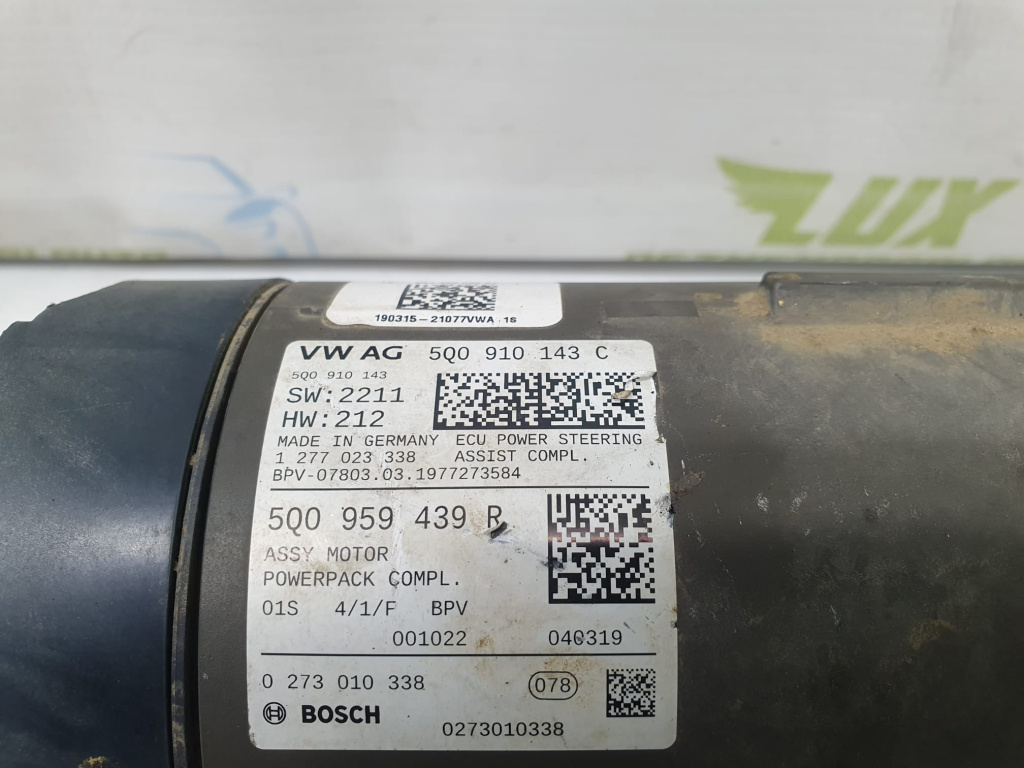 LUX
190315-21077VWA 1S
VW AG 5Q0 910 143 C
5Q0 910 143
SW:2211
HW:212
MADE IN GERMANY ECU POWER STEERING
1 277 023 338 ASSIST COMPL.
BPV-07803.03.1977273584
5Q0 959 439 R
ASSY MOTOR
POWERPACK COMPL.
01S 4/1/F BPV
001022 040319
0 273 010 338 078
BOSCH
0273010338